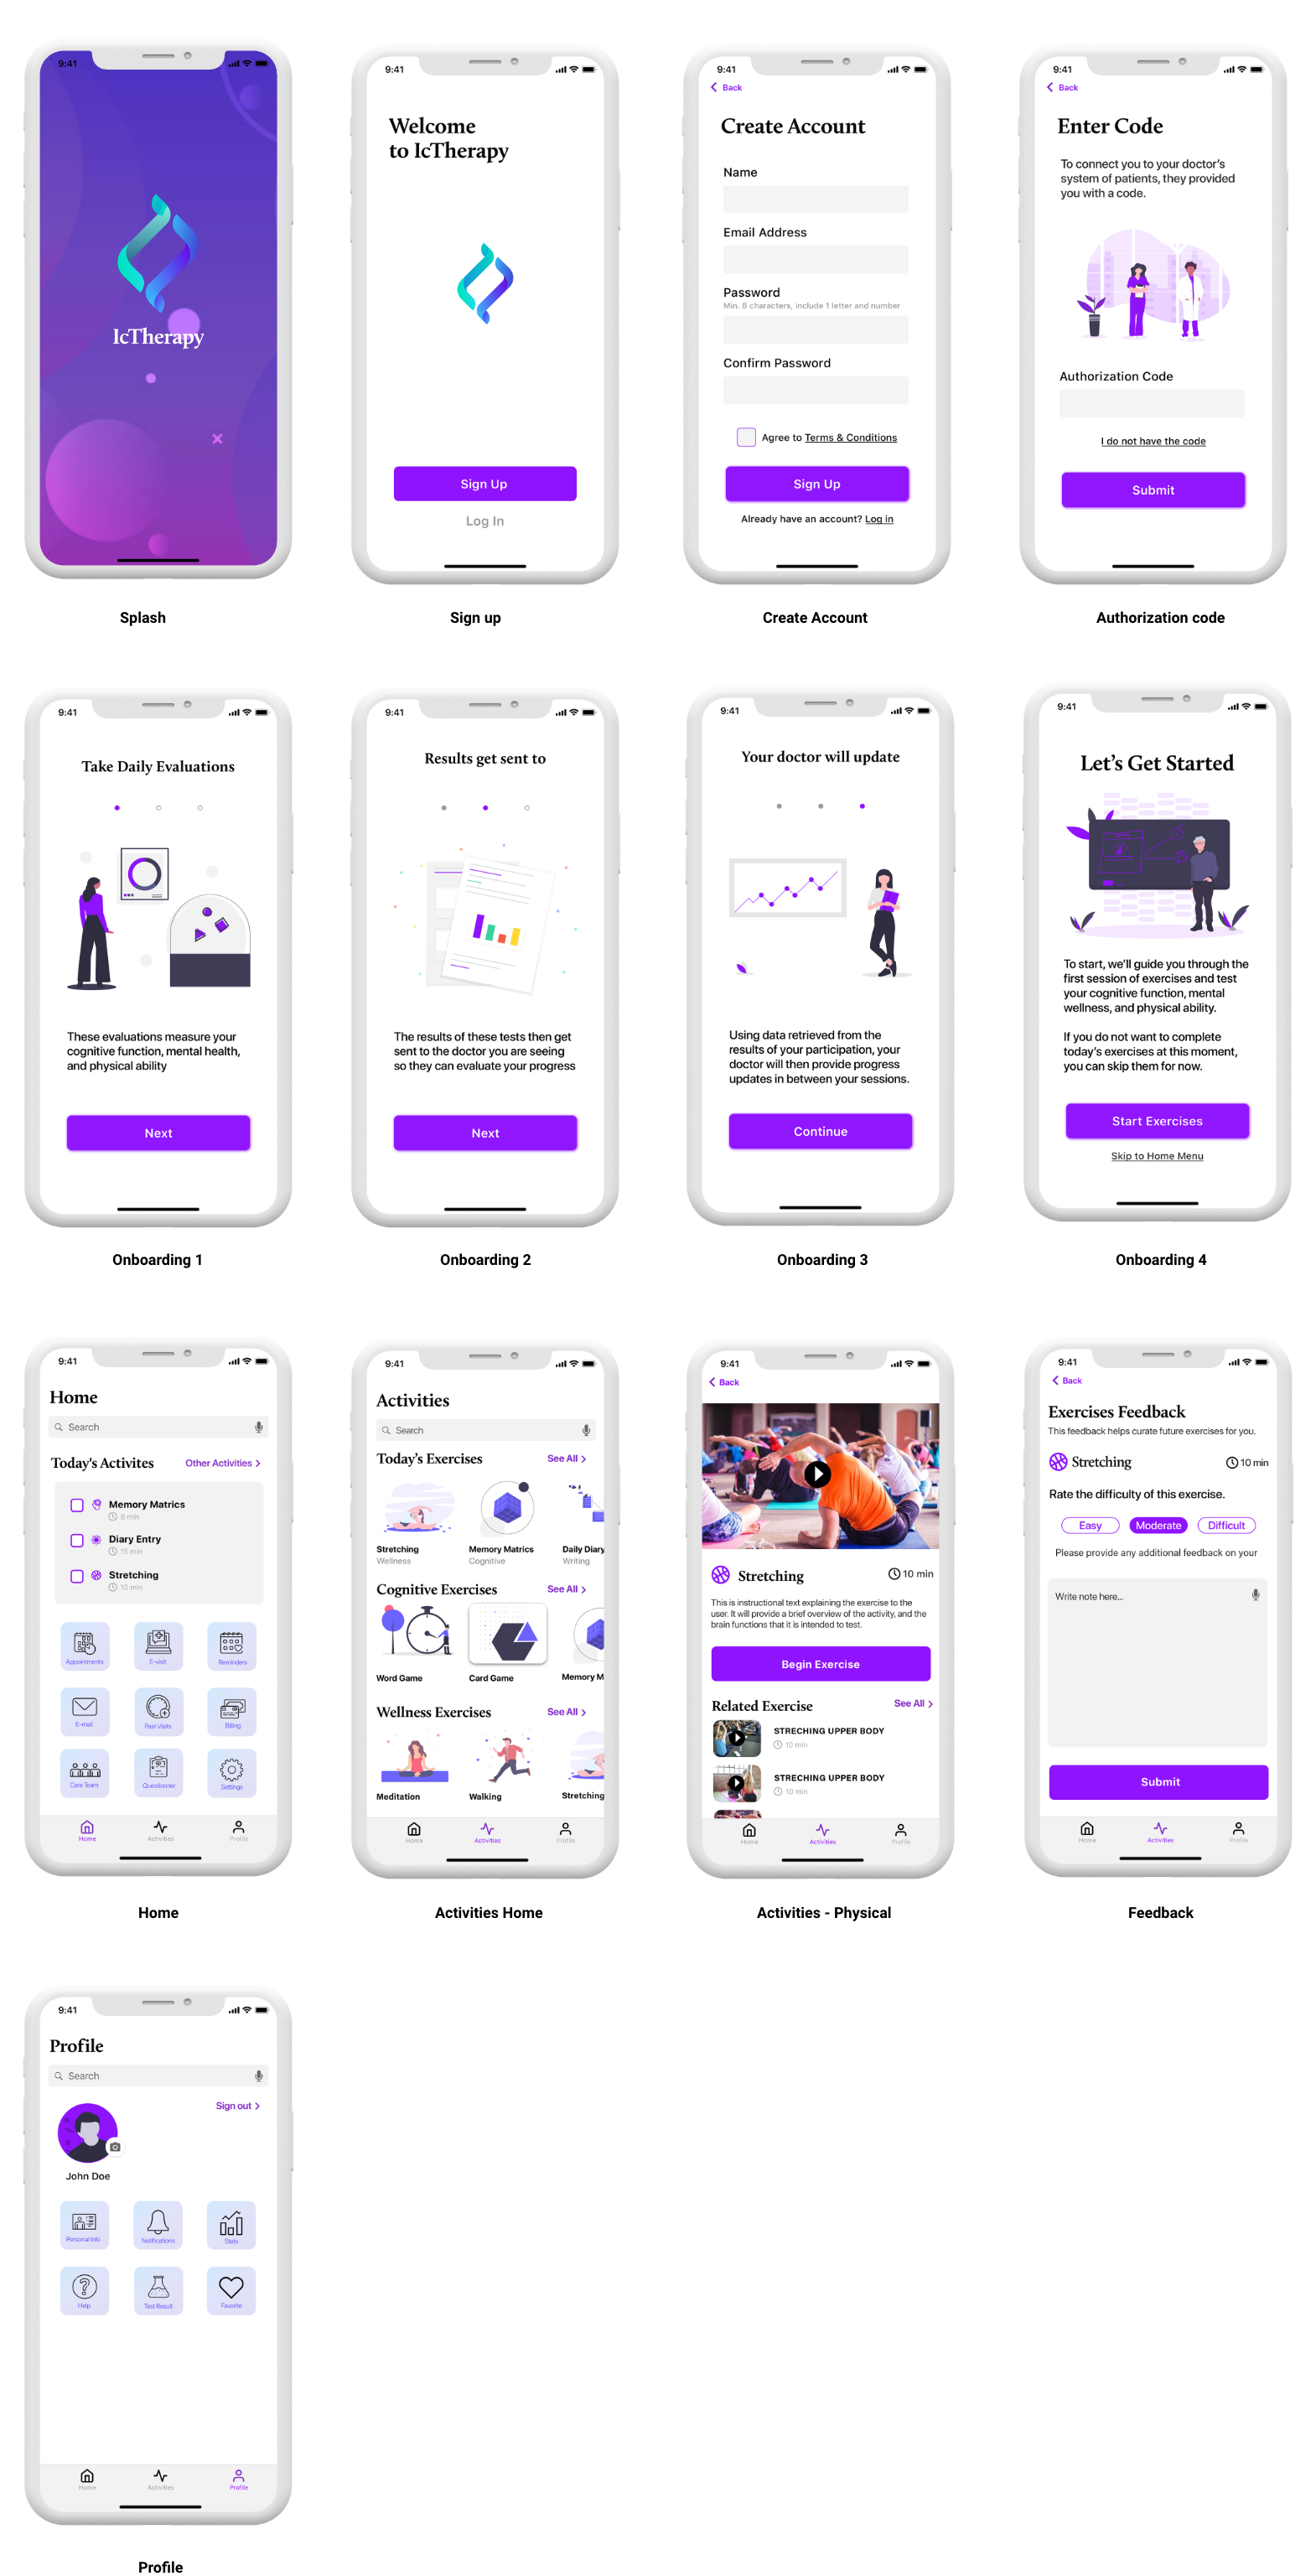 9:41
IcTherapy
Splash
9:41
Welcome
to IcTherapy
Sign Up
Log In
Sign up
9:41
Back
Create Account
Name
Email Address
Password
Min. 8 characters, include 1 letter and number
Confirm Password
Agree to Terms & Conditions
Sign Up
Already have an account? Log in
Create Account
9:41
Back
Enter Code
To connect you to your doctor's
system of patients, they provided
you with a code.
Authorization Code
I do not have the code
Submit
Authorization code
9:41
Take Daily Evaluations
These evaluations measure your
cognitive function, mental health,
and physical ability
Next
Onboarding 1
9:41
Results get sent to
The results of these tests then get
sent to the doctor you are seeing
so they can evaluate your progress
Next
Onboarding 2
9:41
Your doctor will update
Using data retrieved from the
results of your participation, your
doctor will then provide progress
updates in between your sessions.
Continue
Onboarding 3
9:41
Let's Get Started
To start, we'll guide you through the
first session of exercises and test
your cognitive function, mental
wellness, and physical ability.
If you do not want to complete
today's exercises at this moment,
you can skip them for now.
Start Exercises
Skip to Home Menu
Onboarding 4
9:41
Home
Search
Today's Activites
Other Activities
Memory Matrics
8 min
Diary Entry
15 min
Stretching
10 min
Appointments
E-visit
Reminders
E-mail
Past Visits
Billing
Care Team
Questionner
Settings
Home
Activities
Profile
Home
9:41
Activities
Search
Today's Exercises
See All
Stretching
Wellness
Memory Matrics
Cognitive
Daily Diary
Writing
Cognitive Exercises
See All
Word Game
Card Game
Memory M
Wellness Exercises
See All
Meditation
Walking
Stretching
Home
Activities
Profile
Activities Home
9:41
Back
Stretching
10 min
This is instructional text explaining the exercise to the
user. It will provide a brief overview of the activity, and the
brain functions that it is intended to test.
Begin Exercise
Related Exercise
See All
STRECHING UPPER BODY
10 min
STRECHING UPPER BODY
10 min
Home
Activities
Profile
Activities - Physical
9:41
Back
Exercises Feedback
This feedback helps curate future exercises for you.
Stretching
10 min
Rate the difficulty of this exercise.
Easy
Moderate
Difficult
Please provide any additional feedback on your
Write note here...
Submit
Home
Activities
Profile
Feedback
9:41
Profile
Search
Sign out
John Doe
Personal Info
Notifications
Stats
Help
Test Result
Favorite
Home
Activities
Profile
Profile